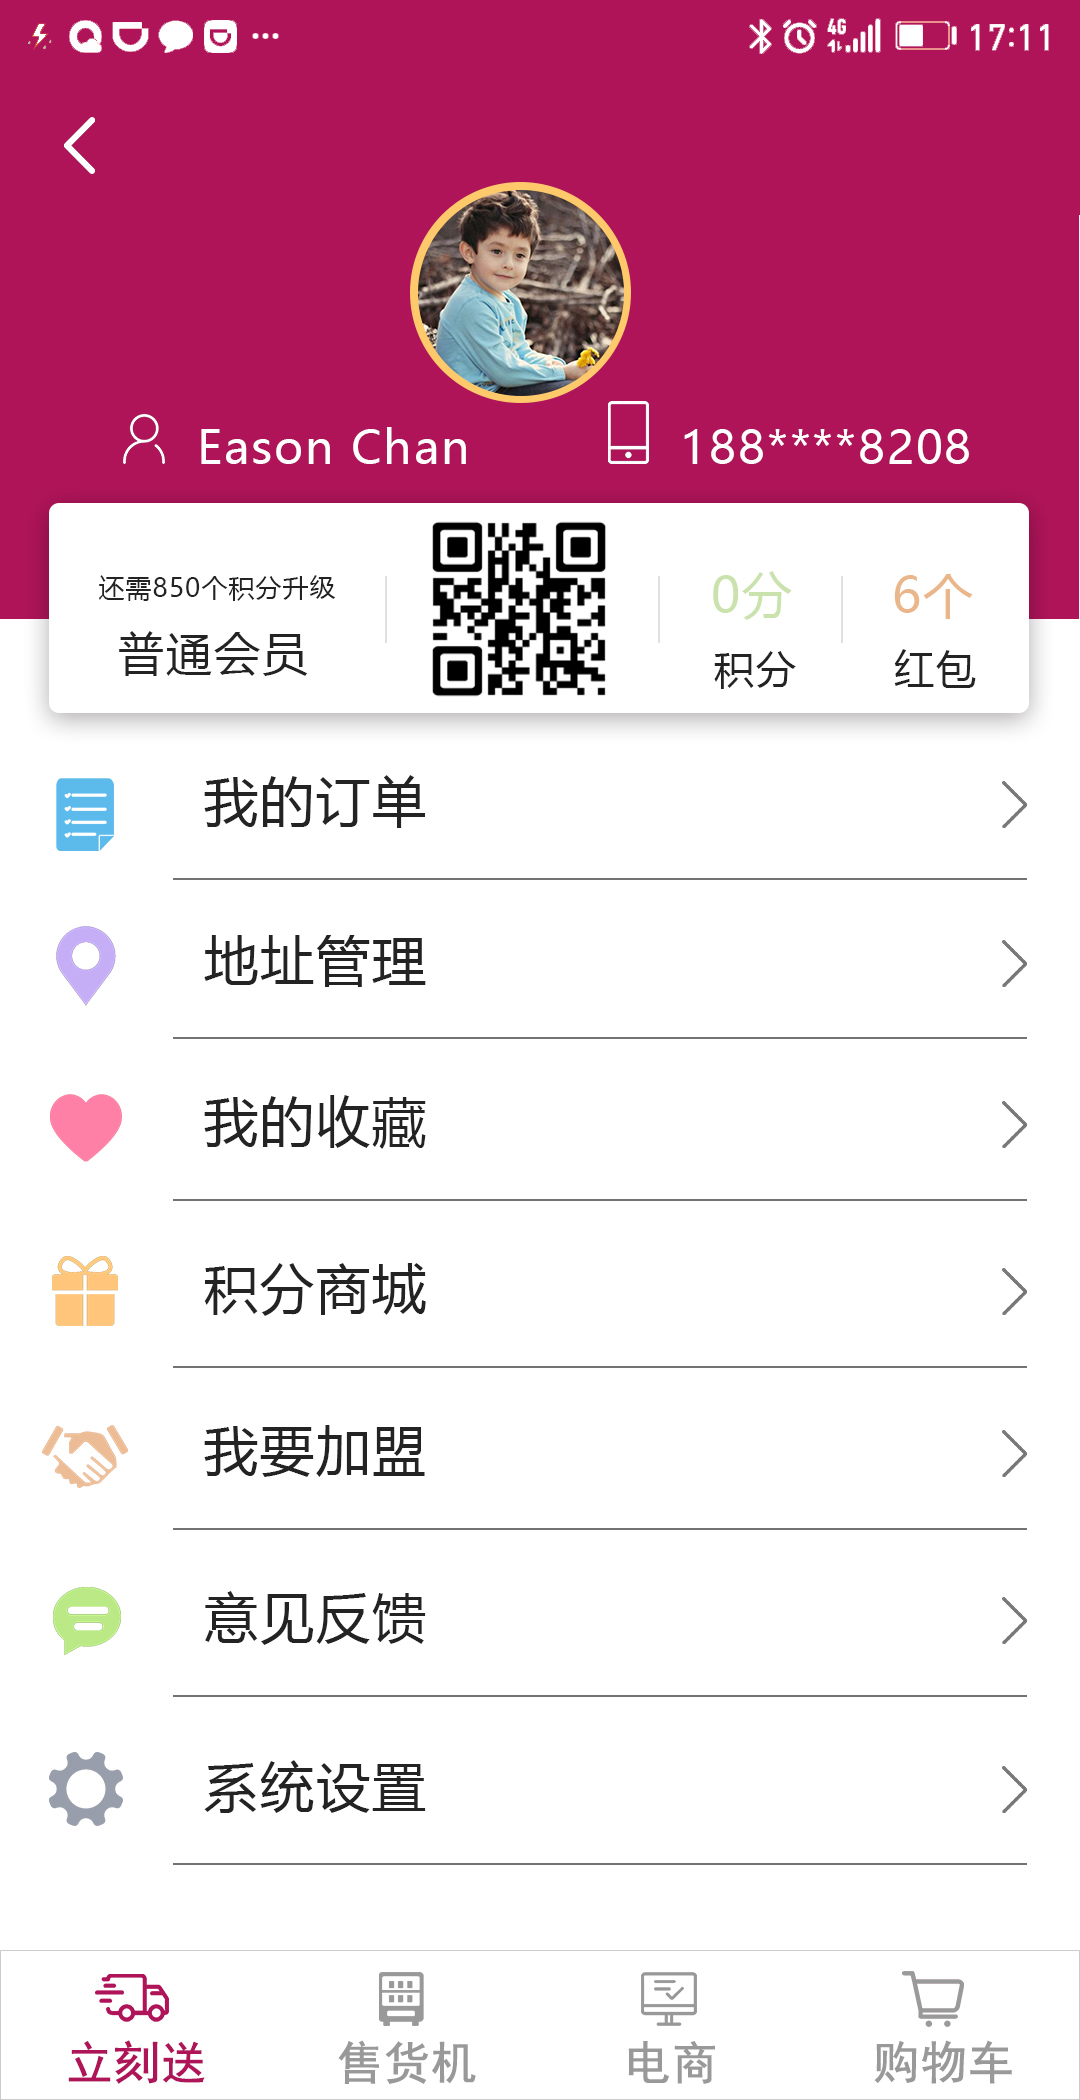 4G 17:11
Eason Chan 188****8208
还需850个积分升级
普通会员
0分
积分
6个
红包
我的订单
地址管理
我的收藏
积分商城
我要加盟
意见反馈
系统设置
立刻送 售货机 电商 购物车